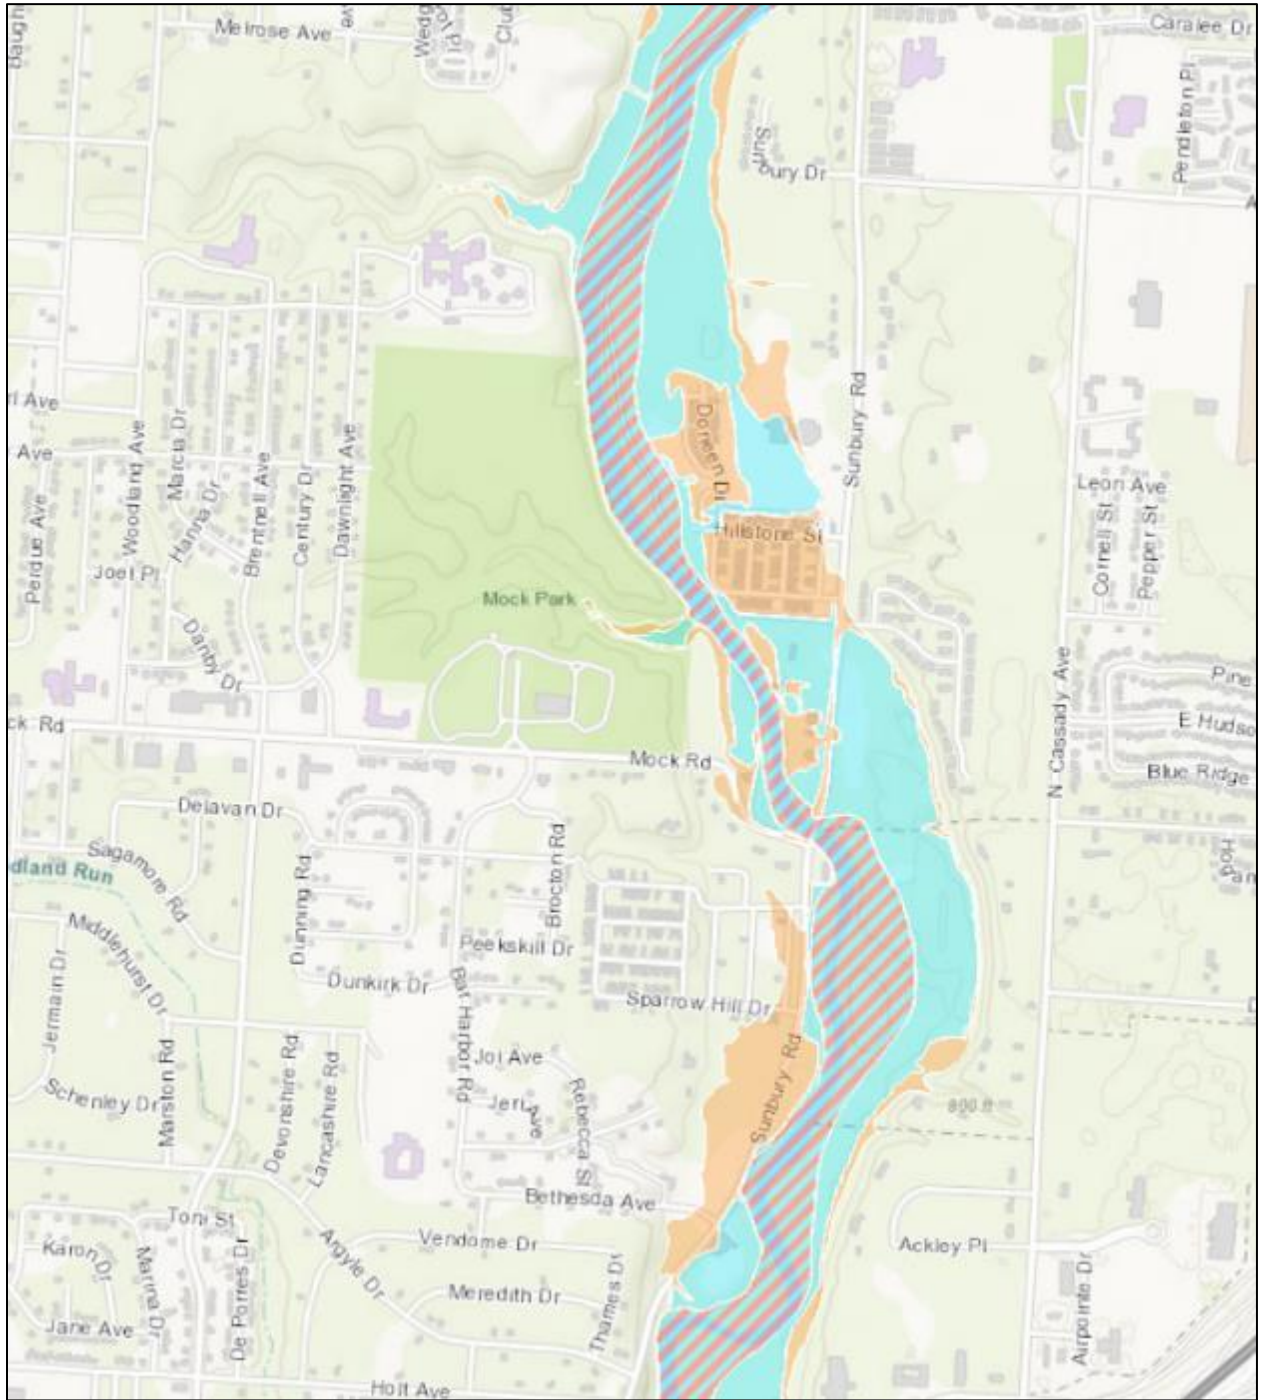 Melrose Ave
Caralee Dr
Pendleton Pl
Sunbury Dr
Sunbury Rd
Doreen Dr
Leon Ave
Hillstone St
Cornell St
Pepper St
Woodland Ave
Marcia Dr
Hanna Dr
Brentnell Ave
Century Dr
Dawnlight Ave
Perdue Ave
Joel Pl
Mock Park
Danby Dr
N Cassady Ave
Pine
E Hudso
Blue Ridge
ck Rd
Mock Rd
Delavan Dr
Sagamore Rd
dland Run
Dunning Rd
Brocton Rd
Middlehurst Dr
Peekskill Dr
Jermain Dr
Dunkirk Dr
Bar Harbor Rd
Sparrow Hill Dr
Joi Ave
Sunbury Rd
Schenley Dr
Marston Rd
Devonshire Rd
Lancashire Rd
Rebecca St
800 ft
Bethesda Ave
Toni St
Vendome Dr
Ackley Pl
Karon Dr
Marina Dr
De Porres Dr
Argyle Dr
Meredith Dr
Thames Dr
Airpointe Dr
Jane Ave
Holt Ave